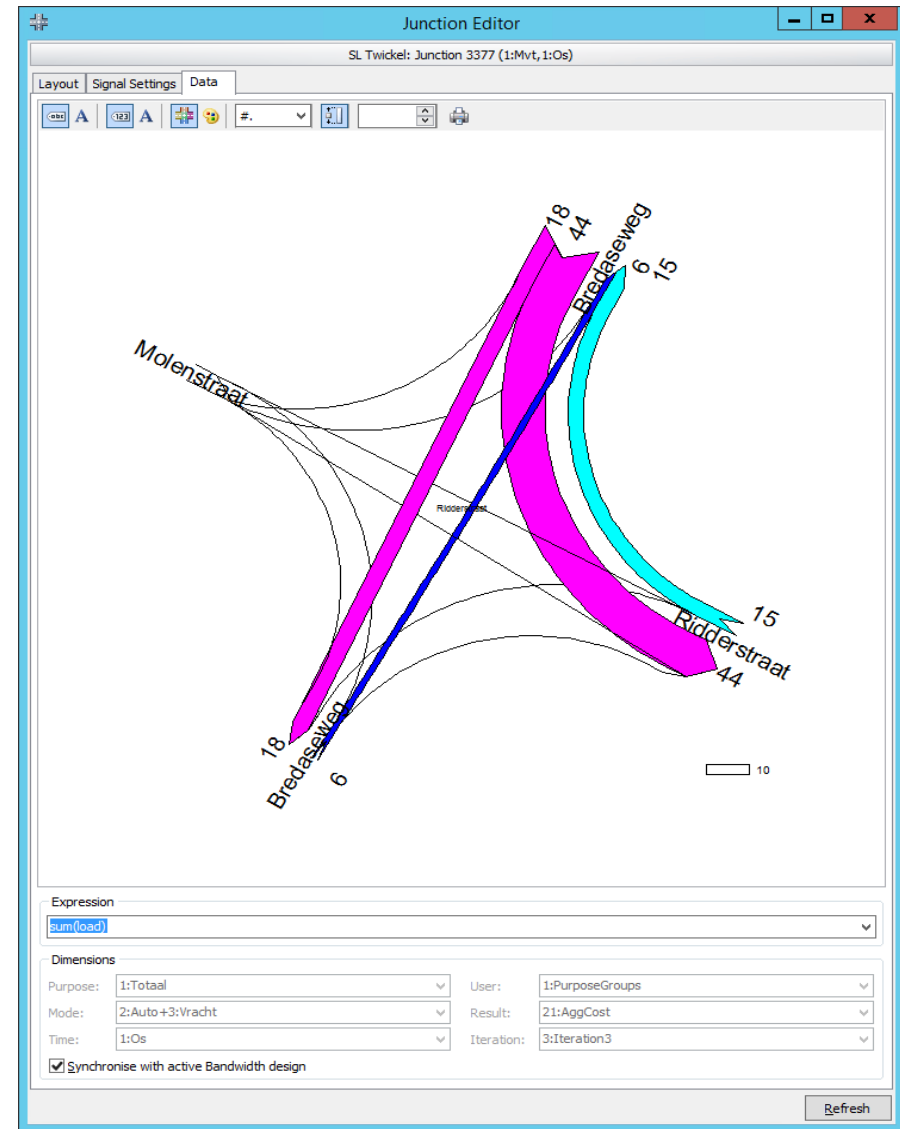 Junction Editor
SL Twickel: Junction 3377 (1:Mvt,1:Os)
Layout Signal Settings Data
abc A 123 A #.
18
44
Bredaseweg
6
15
Molenstraat
Ridderstraat
15
Ridderstraat
44
18
Bredaseweg
6
10
Expression
sum(load)
Dimensions
Purpose: 1:Totaal User: 1:PurposeGroups
Mode: 2:Auto+3:Vracht Result: 21:AggCost
Time: 1:Os Iteration: 3:Iteration3
Synchronise with active Bandwidth design
Refresh